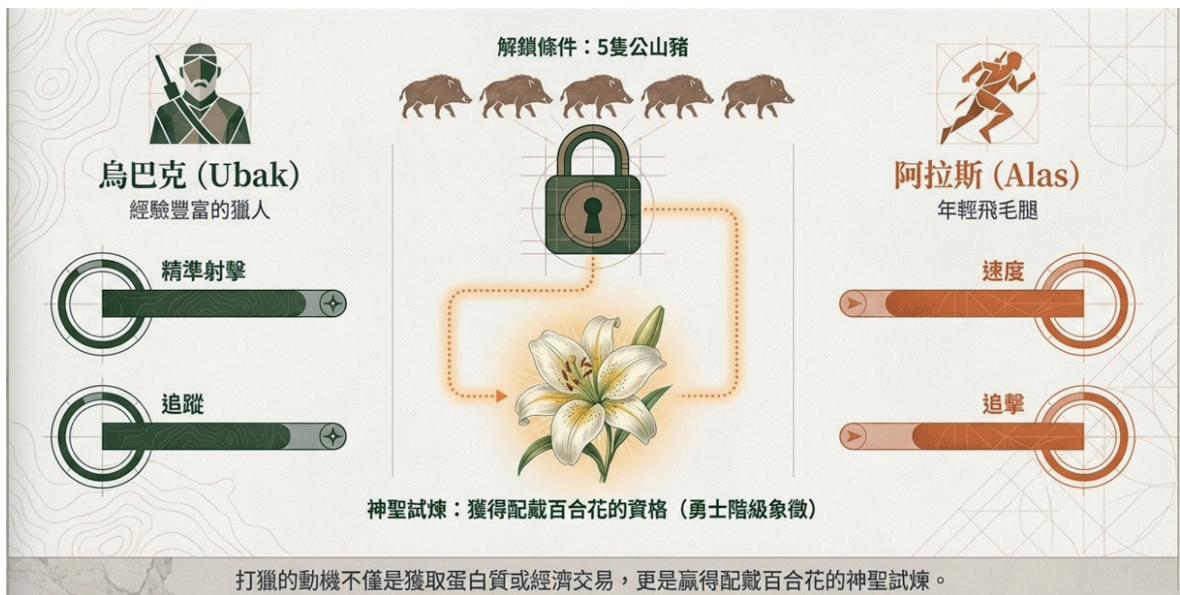 解鎖條件：5隻公山豬
烏巴克 (Ubak)
經驗豐富的獵人
精準射擊
追蹤
阿拉斯 (Alas)
年輕飛毛腿
速度
追擊
神聖試煉：獲得配戴百合花的資格（勇士階級象徵）
打獵的動機不僅是獲取蛋白質或經濟交易，更是贏得配戴百合花的神聖試煉。